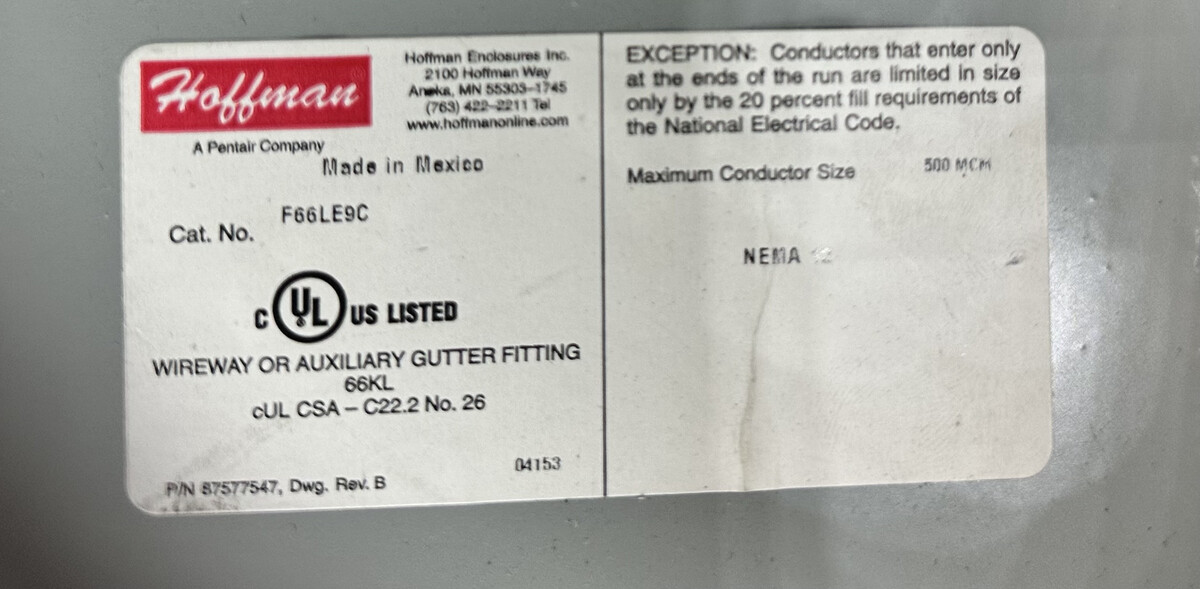 Hoffman
A Pentair Company
Hoffman Enclosures Inc.
2100 Hoffman Way
Anoka, MN 55303-1745
(763) 422-2211 Tel
www.hoffmanonline.com
Made in Mexico
F66LE9C
Cat. No.
C UL US LISTED
WIREWAY OR AUXILIARY GUTTER FITTING
66KL
cUL CSA – C22.2 No. 26
04153
P/N 87577547, Dwg. Rev. B
EXCEPTION: Conductors that enter only
at the ends of the run are limited in size
only by the 20 percent fill requirements of
the National Electrical Code.
Maximum Conductor Size 500 MCM
NEMA 12